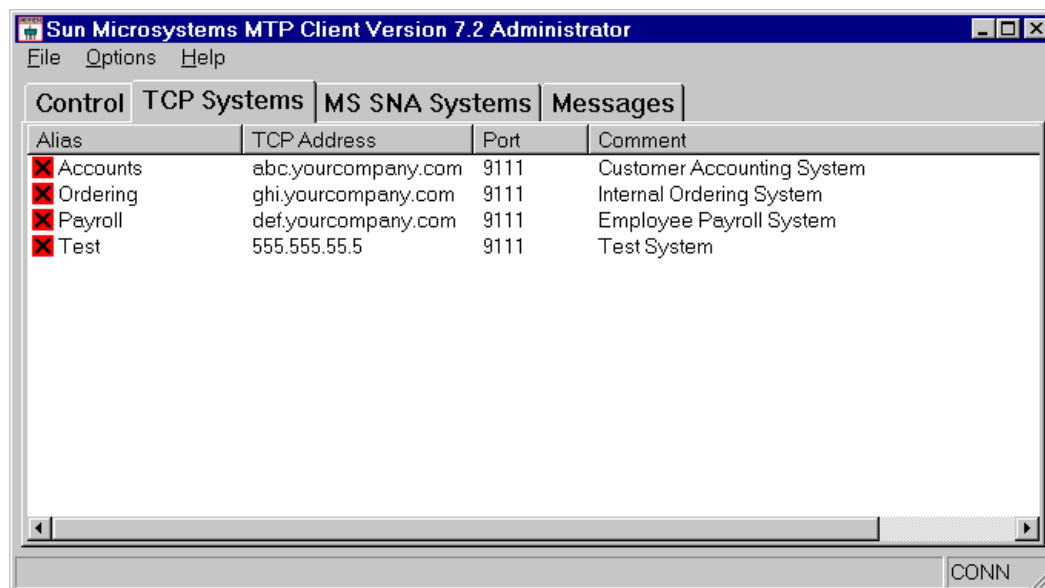 Sun Microsystems MTP Client Version 7.2 Administrator
File Options Help
Control TCP Systems MS SNA Systems Messages
Alias TCP Address Port Comment
Accounts abc.yourcompany.com 9111 Customer Accounting System
Ordering ghi.yourcompany.com 9111 Internal Ordering System
Payroll def.yourcompany.com 9111 Employee Payroll System
Test 555.555.55.5 9111 Test System
CONN